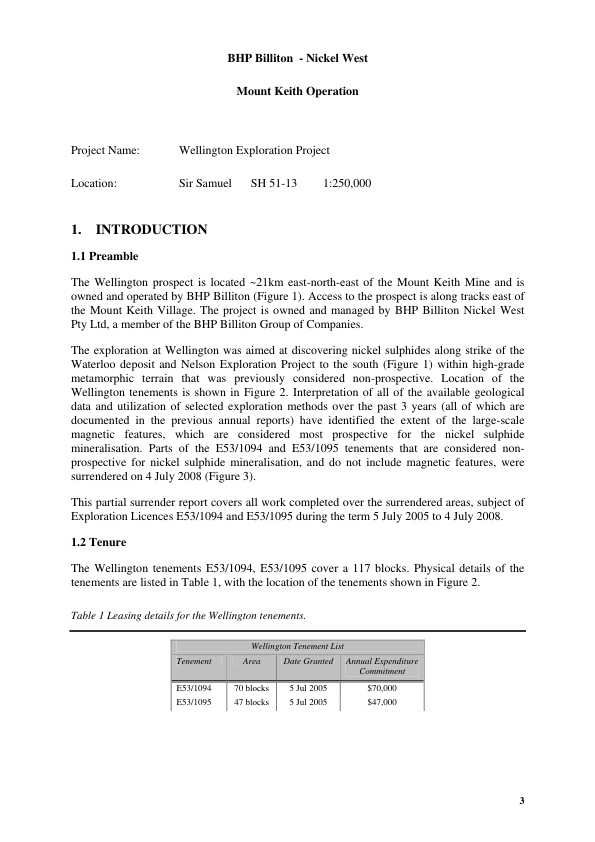 BHP Billiton - Nickel West
Mount Keith Operation
Project Name: Wellington Exploration Project
Location: Sir Samuel SH 51-13 1:250,000
1. INTRODUCTION
1.1 Preamble
The Wellington prospect is located ~21km east-north-east of the Mount Keith Mine and is
owned and operated by BHP Billiton (Figure 1). Access to the prospect is along tracks east of
the Mount Keith Village. The project is owned and managed by BHP Billiton Nickel West
Pty Ltd, a member of the BHP Billiton Group of Companies.
The exploration at Wellington was aimed at discovering nickel sulphides along strike of the
Waterloo deposit and Nelson Exploration Project to the south (Figure 1) within high-grade
metamorphic terrain that was previously considered non-prospective. Location of the
Wellington tenements is shown in Figure 2. Interpretation of all of the available geological
data and utilization of selected exploration methods over the past 3 years (all of which are
documented in the previous annual reports) have identified the extent of the large-scale
magnetic features, which are considered most prospective for the nickel sulphide
mineralisation. Parts of the E53/1094 and E53/1095 tenements that are considered non-
prospective for nickel sulphide mineralisation, and do not include magnetic features, were
surrendered on 4 July 2008 (Figure 3).
This partial surrender report covers all work completed over the surrendered areas, subject of
Exploration Licences E53/1094 and E53/1095 during the term 5 July 2005 to 4 July 2008.
1.2 Tenure
The Wellington tenements E53/1094, E53/1095 cover a 117 blocks. Physical details of the
tenements are listed in Table 1, with the location of the tenements shown in Figure 2.
Table 1 Leasing details for the Wellington tenements.
Wellington Tenement List
Tenement Area Date Granted Annual Expenditure
Commitment
E53/1094 70 blocks 5 Jul 2005 $70,000
E53/1095 47 blocks 5 Jul 2005 $47,000
3